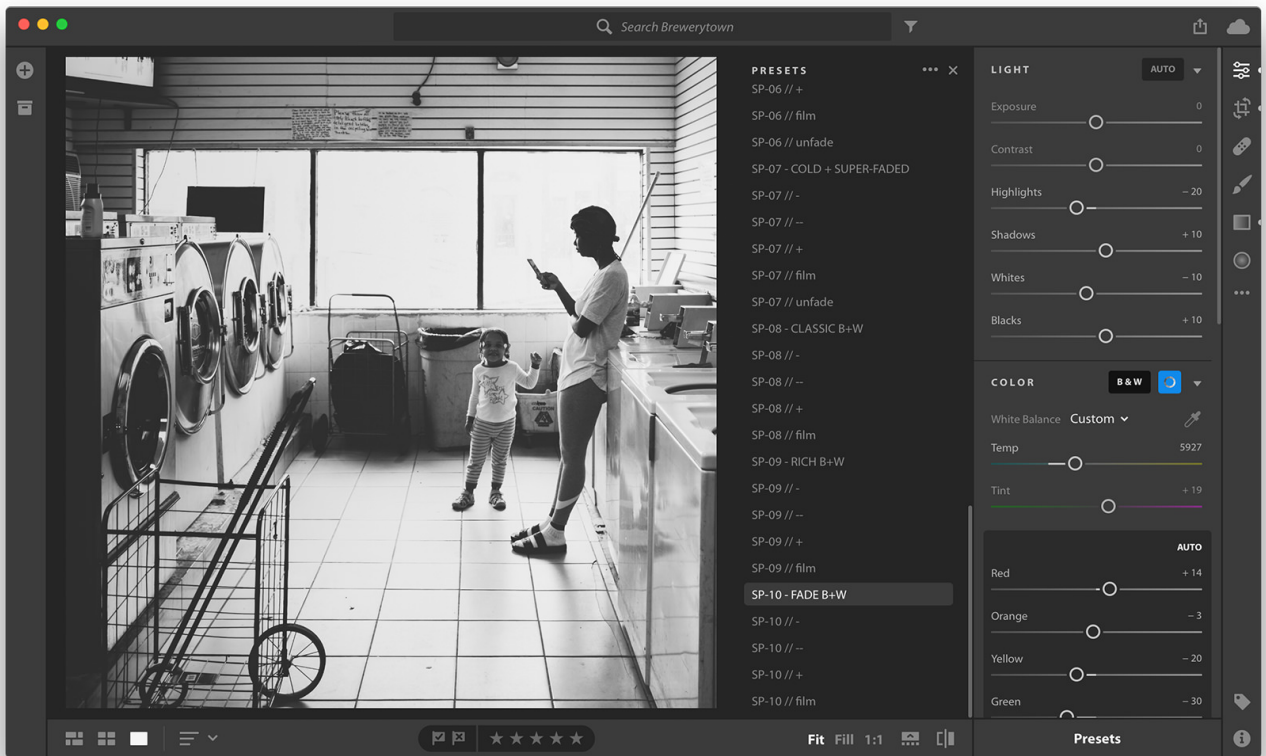 Search Brewerytown
PRESETS
SP-06 // +
SP-06 // film
SP-06 // unfade
SP-07 - COLD + SUPER-FADED
SP-07 // -
SP-07 // --
SP-07 // +
SP-07 // film
SP-07 // unfade
SP-08 - CLASSIC B+W
SP-08 // -
SP-08 // --
SP-08 // +
SP-08 // film
SP-09 - RICH B+W
SP-09 // -
SP-09 // --
SP-09 // +
SP-09 // film
SP-10 - FADE B+W
SP-10 // -
SP-10 // --
SP-10 // +
SP-10 // film
LIGHT AUTO
Exposure 0
Contrast 0
Highlights – 20
Shadows + 10
Whites – 10
Blacks + 10
COLOR B & W
White Balance Custom
Temp 5927
Tint + 19
AUTO
Red + 14
Orange – 3
Yellow – 20
Green – 30
CAUTION
Fit Fill 1:1
Presets